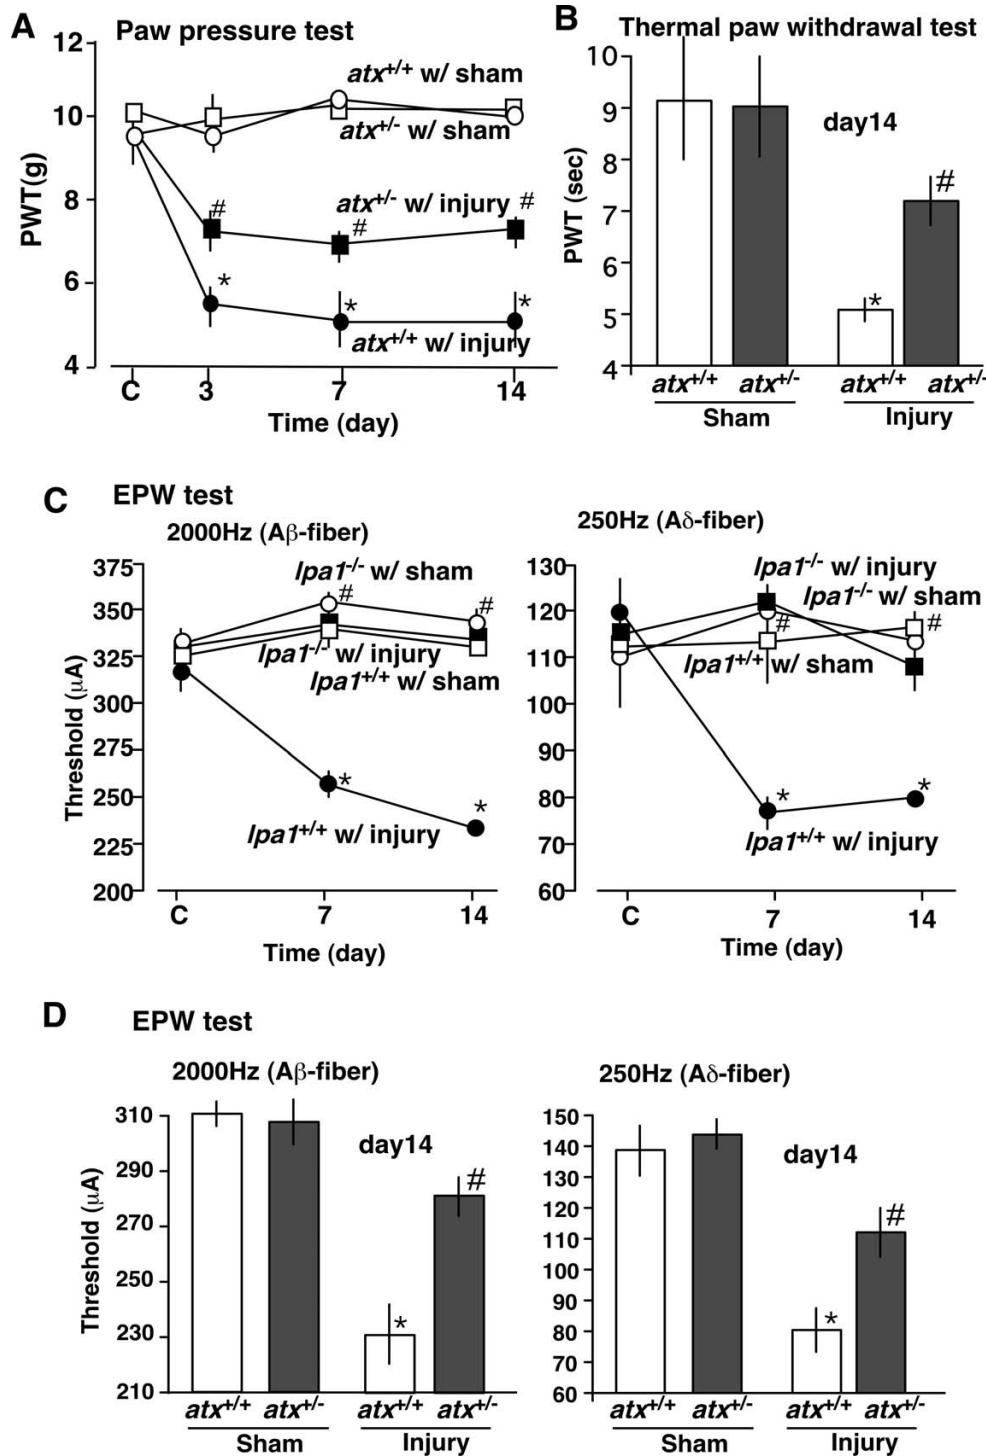 A
Paw pressure test
12
10
8
6
4
PWT(g)
atx+/+ w/ sham
atx+/- w/ sham
atx+/- w/ injury
#
#
#
*
*
*
atx+/+ w/ injury
C
3
7
14
Time (day)
B
Thermal paw withdrawal test
10
9
8
7
6
5
4
PWT (sec)
day14
#
*
atx+/+
atx+/-
atx+/+
atx+/-
Sham
Injury
C
EPW test
2000Hz (Aβ-fiber)
375
350
325
300
275
250
225
200
Threshold (μA)
lpa1-/- w/ sham
#
#
lpa1-/- w/ injury
lpa1+/+ w/ sham
*
*
lpa1+/+ w/ injury
C
7
14
Time (day)
250Hz (Aδ-fiber)
130
120
110
100
90
80
70
60
lpa1-/- w/ injury
lpa1-/- w/ sham
#
#
lpa1+/+ w/ sham
*
*
lpa1+/+ w/ injury
C
7
14
Time (day)
D
EPW test
2000Hz (Aβ-fiber)
310
290
270
250
230
210
Threshold (μA)
day14
#
*
atx+/+
atx+/-
atx+/+
atx+/-
Sham
Injury
250Hz (Aδ-fiber)
150
140
130
120
110
100
90
80
70
60
day14
#
*
atx+/+
atx+/-
atx+/+
atx+/-
Sham
Injury